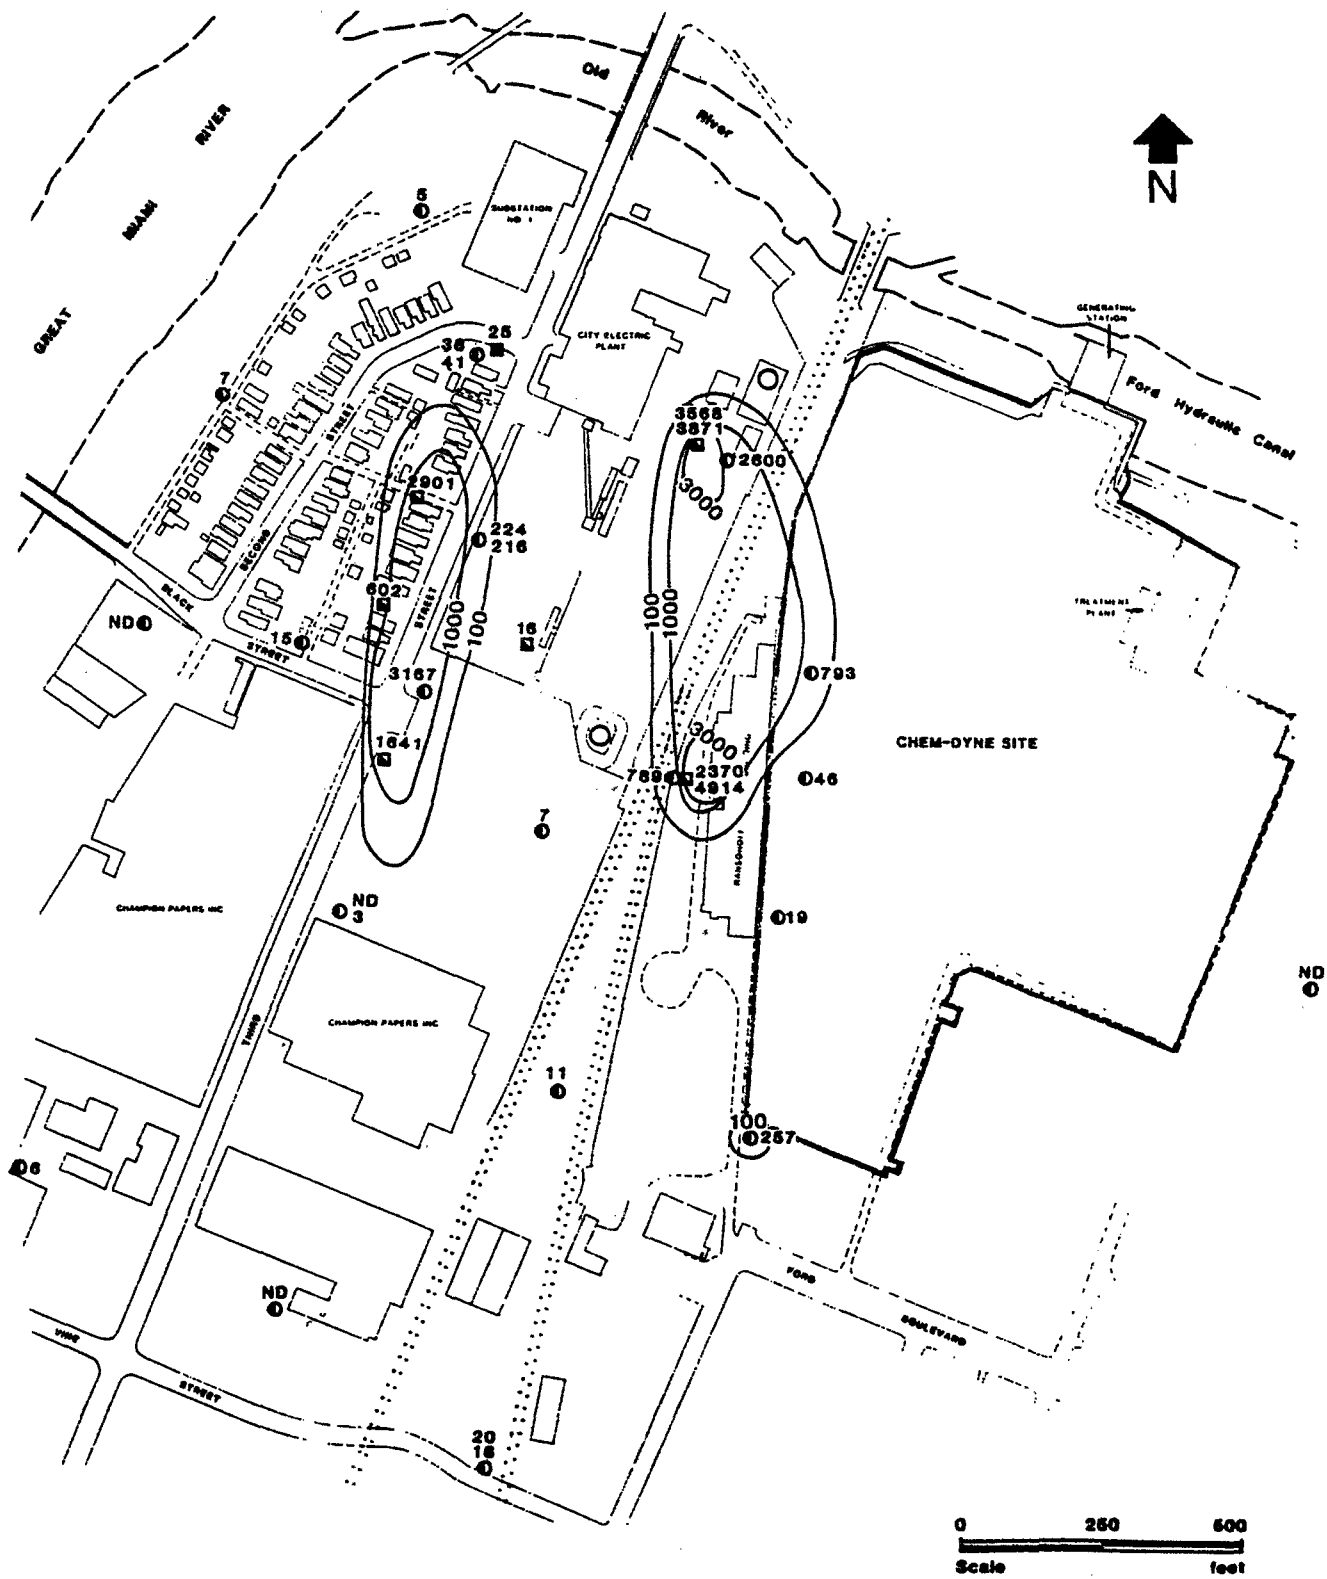 Old
River
N
RIVER
MIAMI
GREAT
5
SUBSTATION
NO 1
GENERATING
STATION
CITY ELECTRIC
PLANT
25
36
41
7
Ford Hydraulic Canal
STREET
3568
3871
2600
3000
2901
224
216
SECOND
602
BLACK
STREET
1000
100
100
1000
TREATMENT
PLANT
ND
15
STREET
16
3167
793
1641
3000
CHEM-DYNE SITE
789
2370
4914
46
7
RANSOHOFF
CHAMPION PAPERS INC
ND
3
19
ND
THIRD
CHAMPION PAPERS INC
11
100
257
6
ND
FORD
BOULEVARD
VINE
STREET
20
18
0 250 500
Scale feet